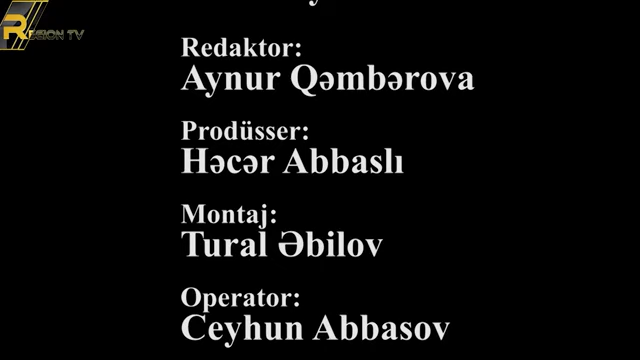 REGION TV
Redaktor:
Aynur Qəmbərova
Prodüsser:
Həcər Abbaslı
Montaj:
Tural Əbilov
Operator:
Ceyhun Abbasov